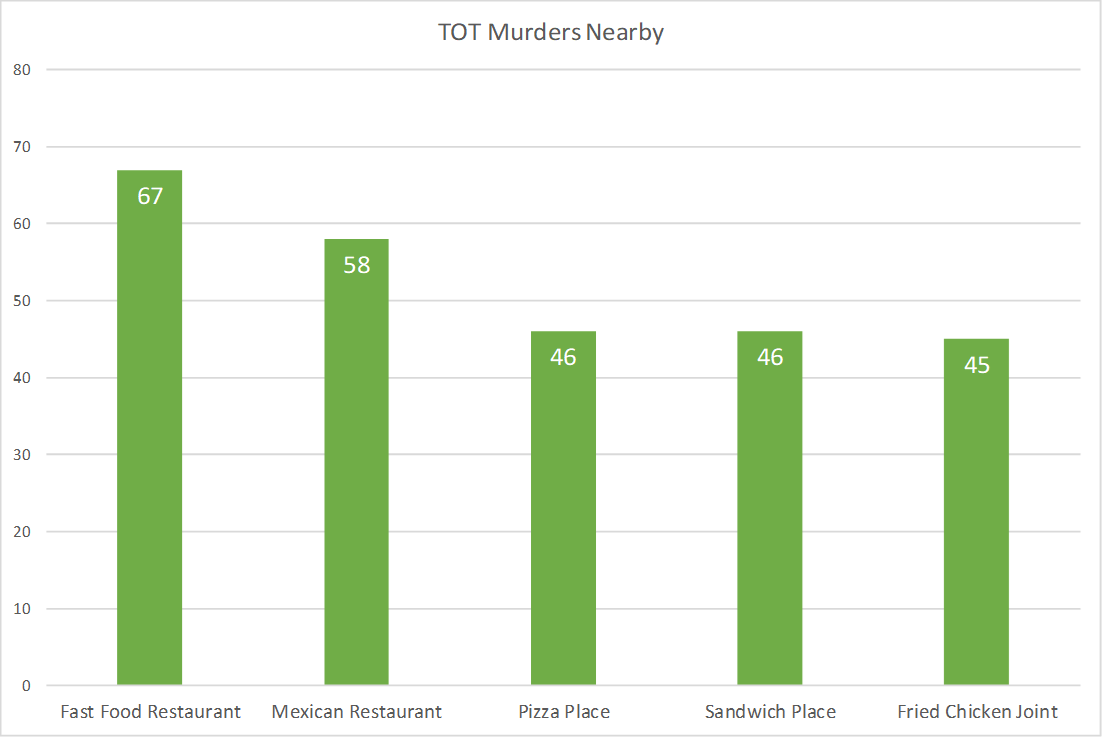 TOT Murders Nearby
80
70
60
50
40
30
20
10
0
67
58
46
46
45
Fast Food Restaurant
Mexican Restaurant
Pizza Place
Sandwich Place
Fried Chicken Joint